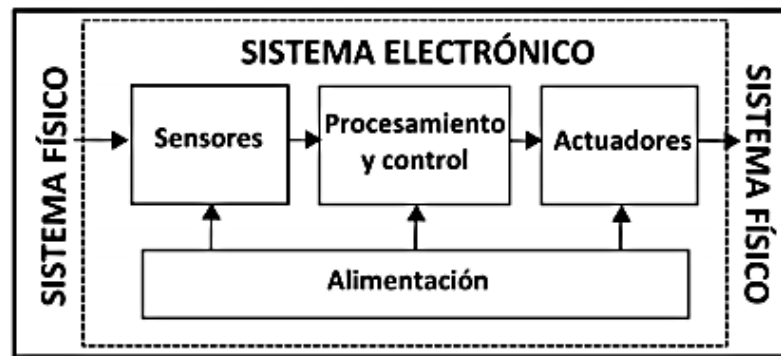 SISTEMA FÍSICO
SISTEMA ELECTRÓNICO
Sensores
Procesamiento
y control
Actuadores
Alimentación
SISTEMA FÍSICO